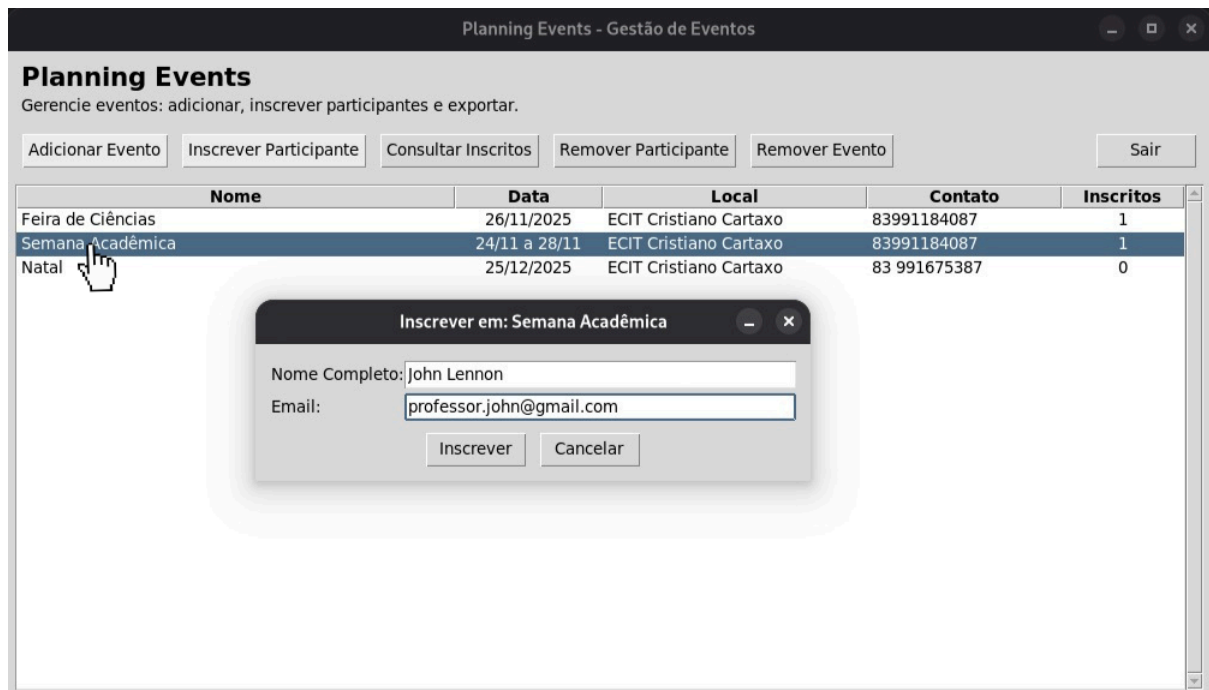 Planning Events - Gestão de Eventos
Planning Events
Gerencie eventos: adicionar, inscrever participantes e exportar.
Adicionar Evento Inscrever Participante Consultar Inscritos Remover Participante Remover Evento Sair
Nome Data Local Contato Inscritos
Feira de Ciências 26/11/2025 ECIT Cristiano Cartaxo 83991184087 1
Semana Acadêmica 24/11 a 28/11 ECIT Cristiano Cartaxo 83991184087 1
Natal 25/12/2025 ECIT Cristiano Cartaxo 83 991675387 0
Inscrever em: Semana Acadêmica
Nome Completo: John Lennon
Email: professor.john@gmail.com
Inscrever Cancelar